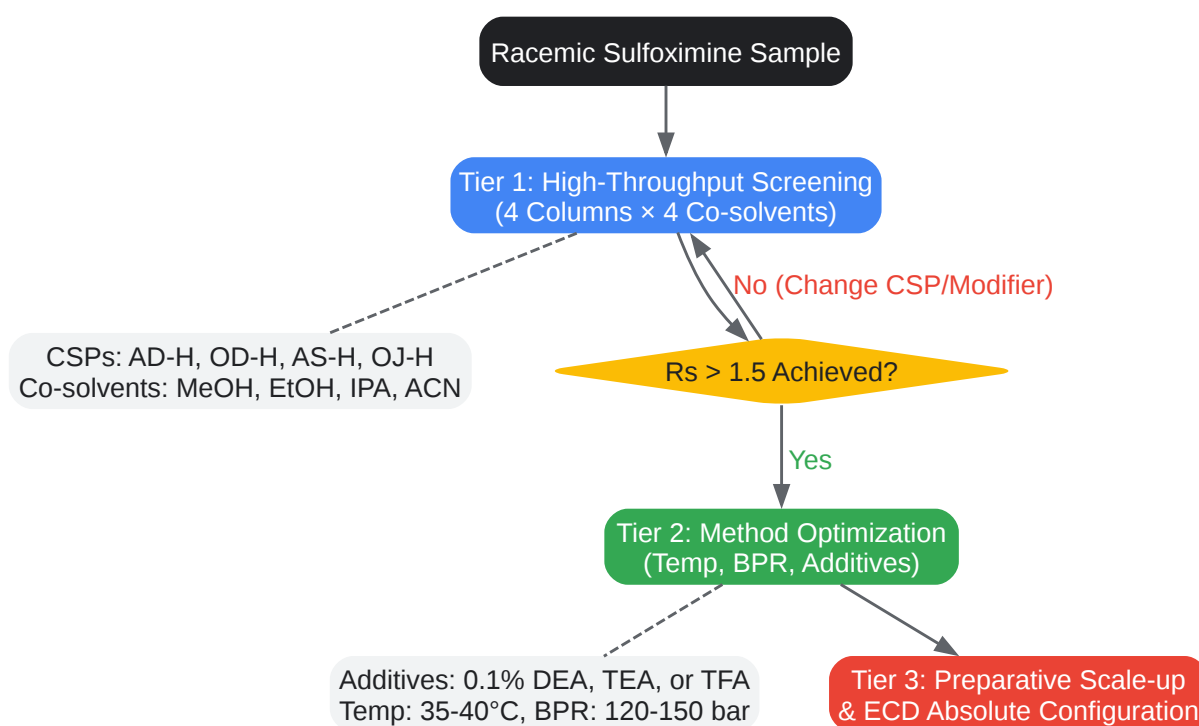 Racemic Sulfoximine Sample
Tier 1: High-Throughput Screening
(4 Columns × 4 Co-solvents)
No (Change CSP/Modifier)
CSPs: AD-H, OD-H, AS-H, OJ-H
Co-solvents: MeOH, EtOH, IPA, ACN
Rs > 1.5 Achieved?
Yes
Tier 2: Method Optimization
(Temp, BPR, Additives)
Additives: 0.1% DEA, TEA, or TFA
Temp: 35-40°C, BPR: 120-150 bar
Tier 3: Preparative Scale-up
& ECD Absolute Configuration